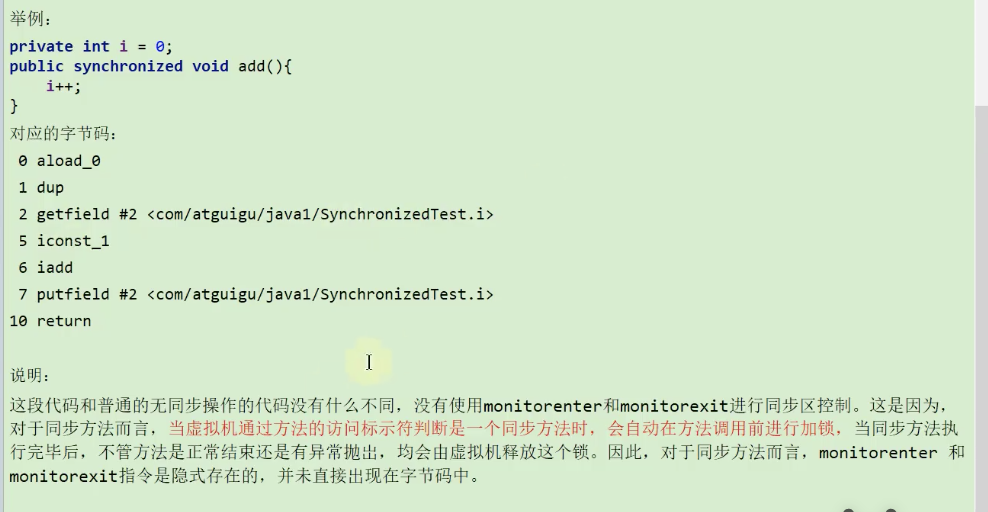 举例：
private int i = 0;
public synchronized void add(){
    i++;
}
对应的字节码：
0 aload_0
1 dup
2 getfield #2 <com/atguigu/java1/SynchronizedTest.i>
5 iconst_1
6 iadd
7 putfield #2 <com/atguigu/java1/SynchronizedTest.i>
10 return
说明：
这段代码和普通的无同步操作的代码没有什么不同，没有使用monitorenter和monitorexit进行同步区控制。这是因为，
对于同步方法而言，当虚拟机通过方法的访问标示符判断是一个同步方法时，会自动在方法调用前进行加锁，当同步方法执
行完毕后，不管方法是正常结束还是有异常抛出，均会由虚拟机释放这个锁。因此，对于同步方法而言，monitorenter 和
monitorexit指令是隐式存在的，并未直接出现在字节码中。